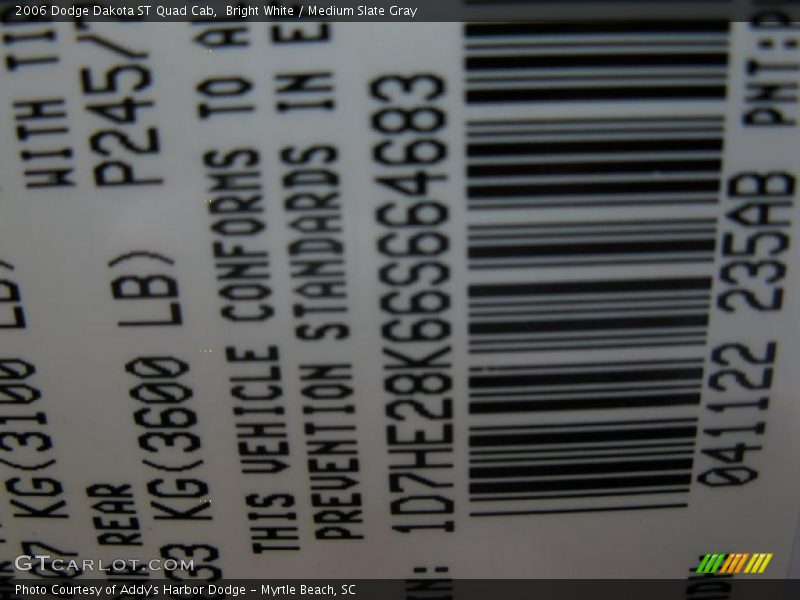 2006 Dodge Dakota ST Quad Cab, Bright White / Medium Slate Gray
WITH TI
P245/
KG(3100 LB)
REAR
KG(3600 LB)
THIS VEHICLE CONFORMS TO
PREVENTION STANDARDS IN
1D7HE28K66S664683
041122 235AB PNT:
GTCARLOT.COM
Photo Courtesy of Addy's Harbor Dodge - Myrtle Beach, SC